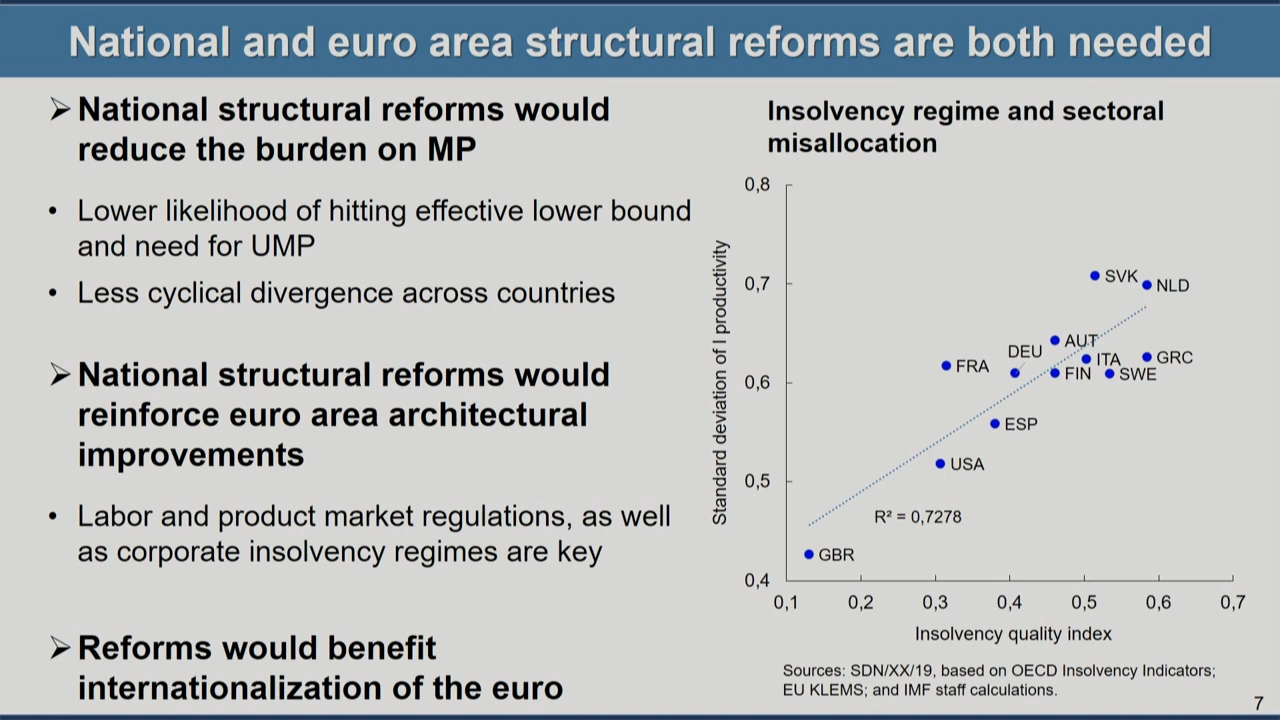 National and euro area structural reforms are both needed
➢ National structural reforms would
reduce the burden on MP
• Lower likelihood of hitting effective lower bound
and need for UMP
• Less cyclical divergence across countries
➢ National structural reforms would
reinforce euro area architectural
improvements
• Labor and product market regulations, as well
as corporate insolvency regimes are key
➢ Reforms would benefit
internationalization of the euro
Insolvency regime and sectoral
misallocation
Standard deviation of l productivity
0,8
0,7
0,6
0,5
0,4
SVK
NLD
AUT
DEU
ITA
GRC
FRA
FIN
SWE
ESP
USA
R² = 0,7278
GBR
0,1 0,2 0,3 0,4 0,5 0,6 0,7
Insolvency quality index
Sources: SDN/XX/19, based on OECD Insolvency Indicators;
EU KLEMS; and IMF staff calculations.
7